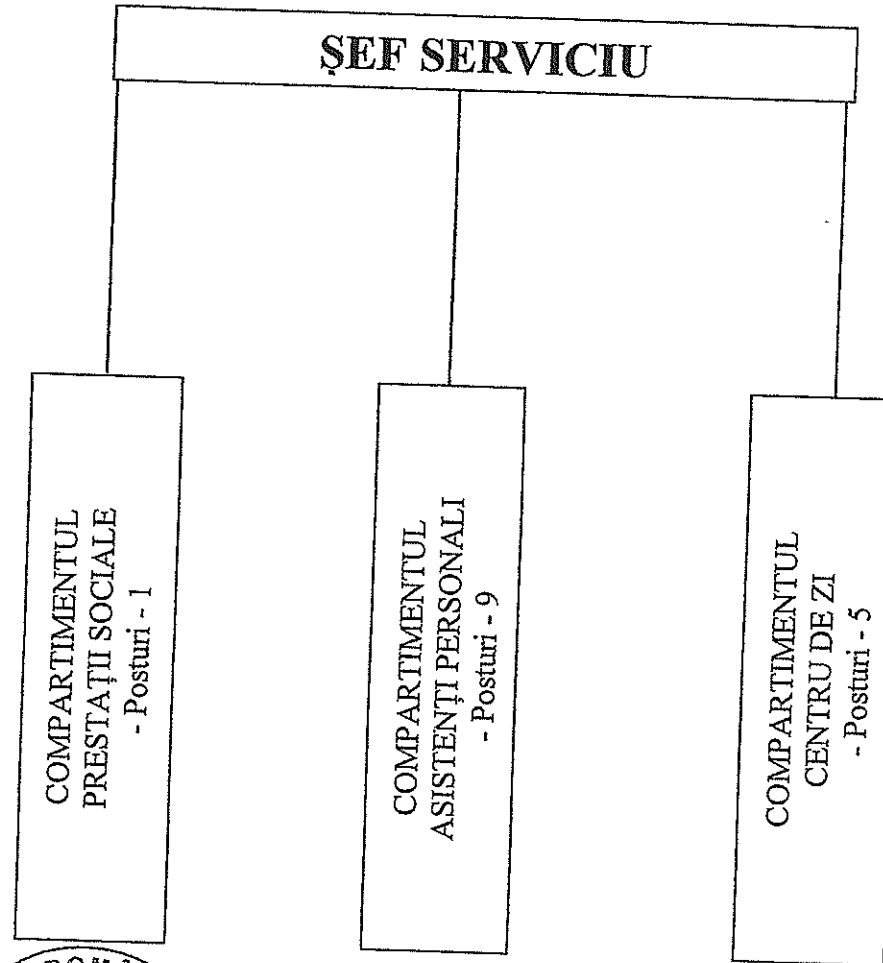 ȘEF SERVICIU
COMPARTIMENTUL
PRESTAȚII SOCIALE
- Posturi - 1
COMPARTIMENTUL
ASISTENȚI PERSONALI
- Posturi - 9
COMPARTIMENTUL
CENTRU DE ZI
- Posturi - 5